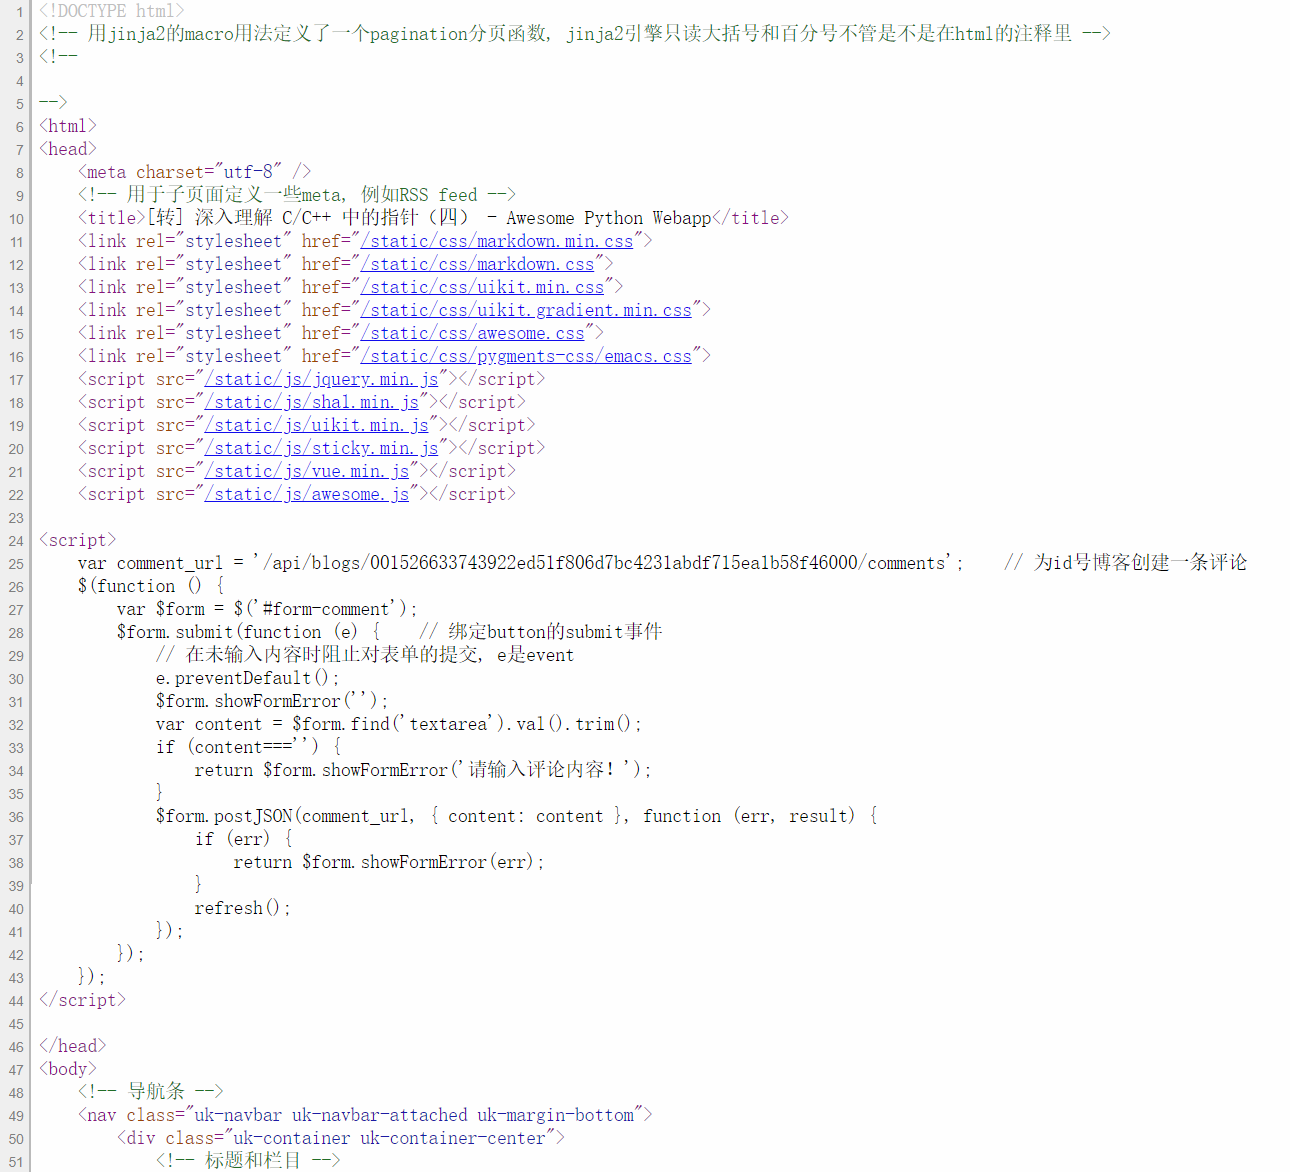 1 <!DOCTYPE html>
2 <!-- 用jinja2的macro用法定义了一个pagination分页函数, jinja2引擎只读大括号和百分号不管是不是在html的注释里 -->
3 <!--
4
5 -->
6 <html>
7 <head>
8     <meta charset="utf-8" />
9     <!-- 用于子页面定义一些meta, 例如RSS feed -->
10     <title>[转] 深入理解 C/C++ 中的指针（四） - Awesome Python Webapp</title>
11     <link rel="stylesheet" href="/static/css/markdown.min.css">
12     <link rel="stylesheet" href="/static/css/markdown.css">
13     <link rel="stylesheet" href="/static/css/uikit.min.css">
14     <link rel="stylesheet" href="/static/css/uikit.gradient.min.css">
15     <link rel="stylesheet" href="/static/css/awesome.css">
16     <link rel="stylesheet" href="/static/css/pygments-css/emacs.css">
17     <script src="/static/js/jquery.min.js"></script>
18     <script src="/static/js/sha1.min.js"></script>
19     <script src="/static/js/uikit.min.js"></script>
20     <script src="/static/js/sticky.min.js"></script>
21     <script src="/static/js/vue.min.js"></script>
22     <script src="/static/js/awesome.js"></script>
23
24 <script>
25     var comment_url = '/api/blogs/001526633743922ed51f806d7bc4231abdf715ea1b58f46000/comments';    // 为id号博客创建一条评论
26     $(function () {
27         var $form = $('#form-comment');
28         $form.submit(function (e) {    // 绑定button的submit事件
29             // 在未输入内容时阻止对表单的提交, e是event
30             e.preventDefault();
31             $form.showFormError('');
32             var content = $form.find('textarea').val().trim();
33             if (content==='') {
34                 return $form.showFormError('请输入评论内容！');
35             }
36             $form.postJSON(comment_url, { content: content }, function (err, result) {
37                 if (err) {
38                     return $form.showFormError(err);
39                 }
40                 refresh();
41             });
42         });
43     });
44 </script>
45
46 </head>
47 <body>
48     <!-- 导航条 -->
49     <nav class="uk-navbar uk-navbar-attached uk-margin-bottom">
50         <div class="uk-container uk-container-center">
51             <!-- 标题和栏目 -->